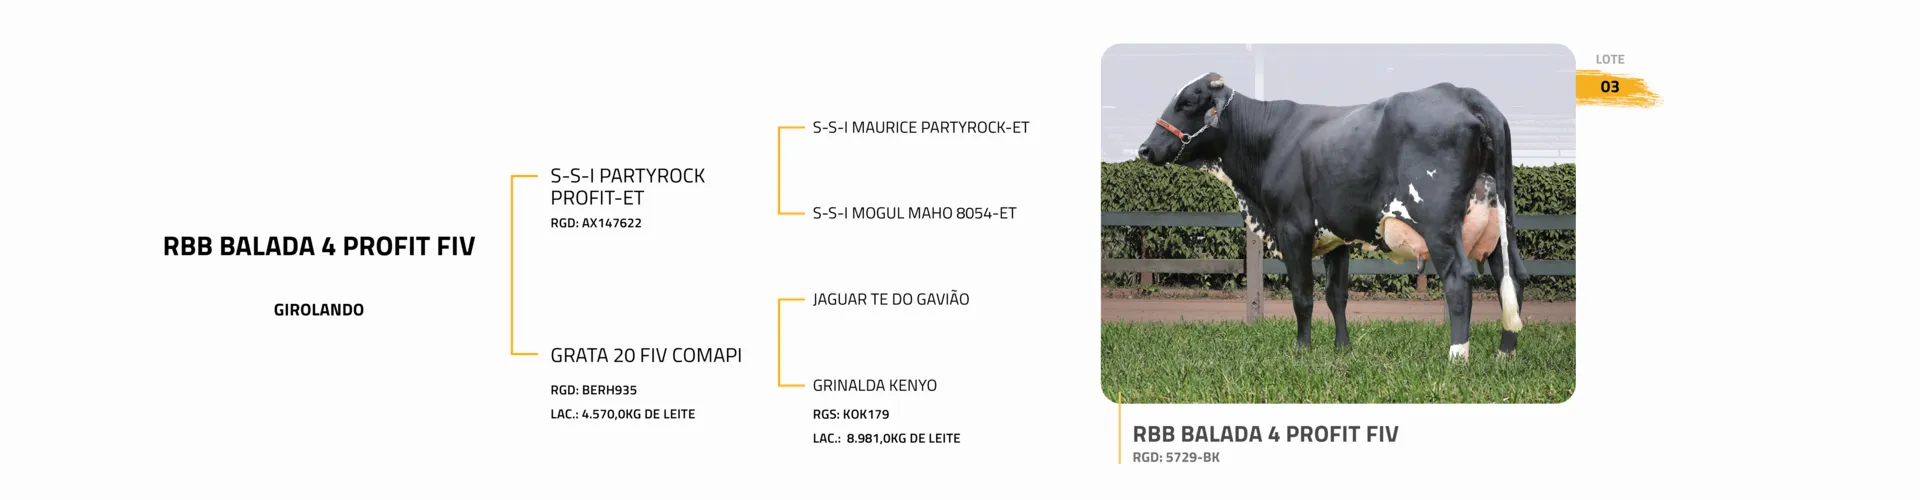 RBB BALADA 4 PROFIT FIV
GIROLANDO
S-S-I PARTYROCK
PROFIT-ET
RGD: AX147622
GRATA 20 FIV COMAPI
RGD: BERH935
LAC.: 4.570,0KG DE LEITE
S-S-I MAURICE PARTYROCK-ET
S-S-I MOGUL MAHO 8054-ET
JAGUAR TE DO GAVIÃO
GRINALDA KENYO
RGS: KOK179
LAC.: 8.981,0KG DE LEITE
LOTE
03
RBB BALADA 4 PROFIT FIV
RGD: 5729-BK